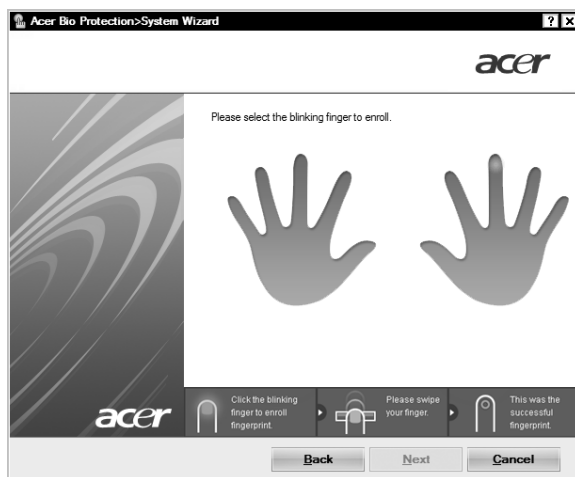 Acer Bio Protection>System Wizard
acer
Please select the blinking finger to enroll.
Click the blinking
finger to enroll
fingerprint.
Please swipe
your finger.
This was the
successful
fingerprint.
acer
Back
Next
Cancel